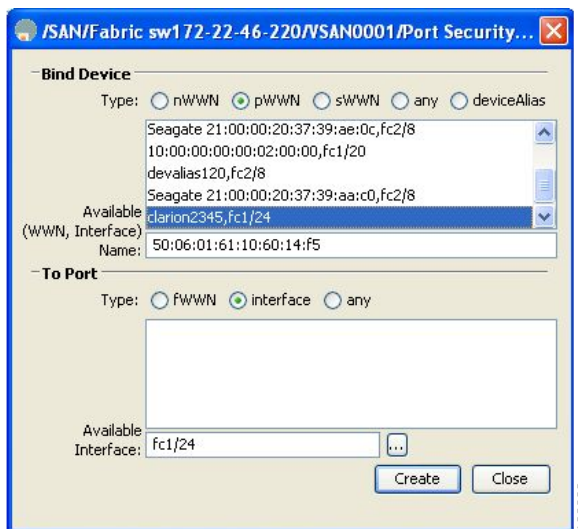 /SAN/Fabric sw172-22-46-220/VSAN0001/Port Security...
Bind Device
Type: nWWN pWWN sWWN any deviceAlias
Seagate 21:00:00:20:37:39:ae:0c,fc2/8
10:00:00:00:00:02:00:00,fc1/20
devalias120,fc2/8
Seagate 21:00:00:20:37:39:aa:c0,fc2/8
clarion2345,fc1/24
Available
(WWN, Interface)
Name: 50:06:01:61:10:60:14:f5
To Port
Type: fWWN interface any
Available
Interface: fc1/24 ...
Create Close